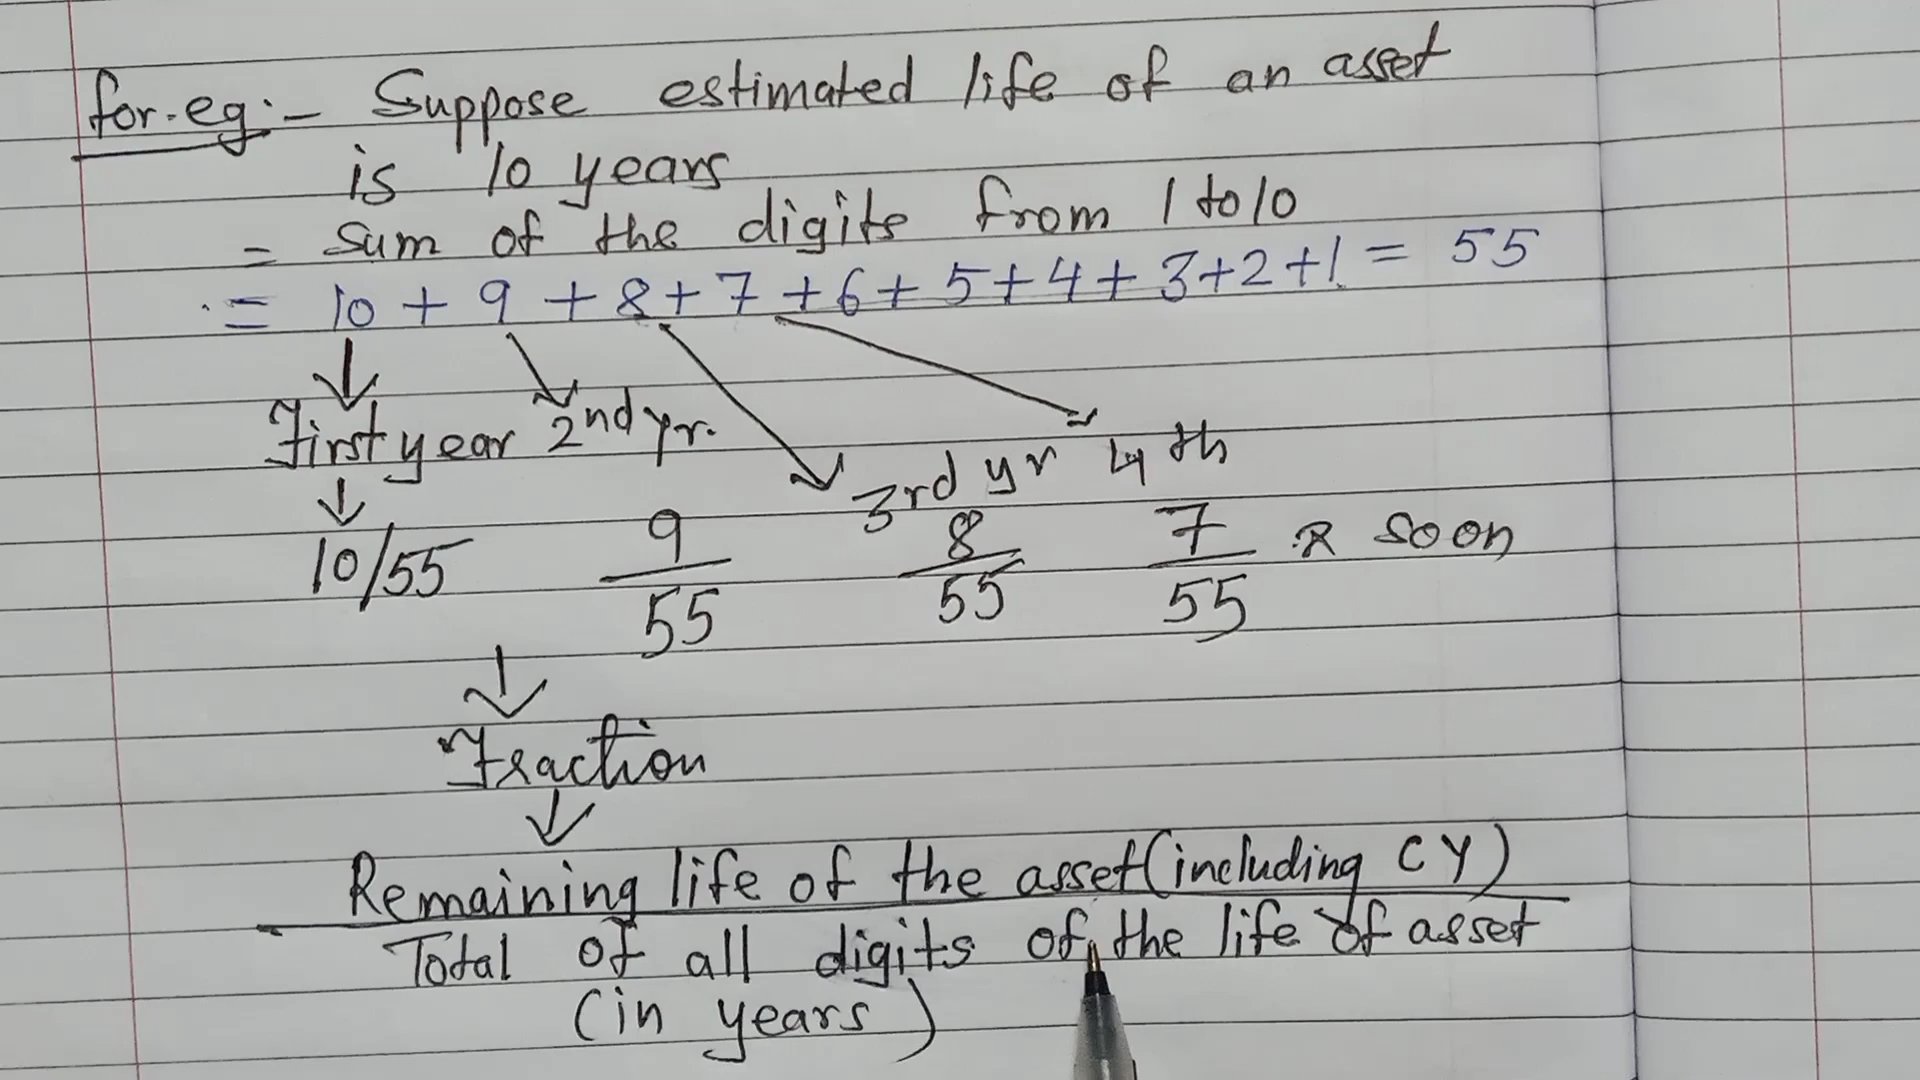 for.eg:- Suppose estimated life of an asset
is 10 years
= Sum of the digits from 1 to 10
= 10 + 9 + 8 + 7 + 6 + 5 + 4 + 3 + 2 + 1 = 55
First year 2nd yr. 3rd yr 4th
10/55 9/55 8/55 7/55 & soon
Fraction
Remaining life of the asset (including CY)
Total of all digits of the life of asset
(in years)